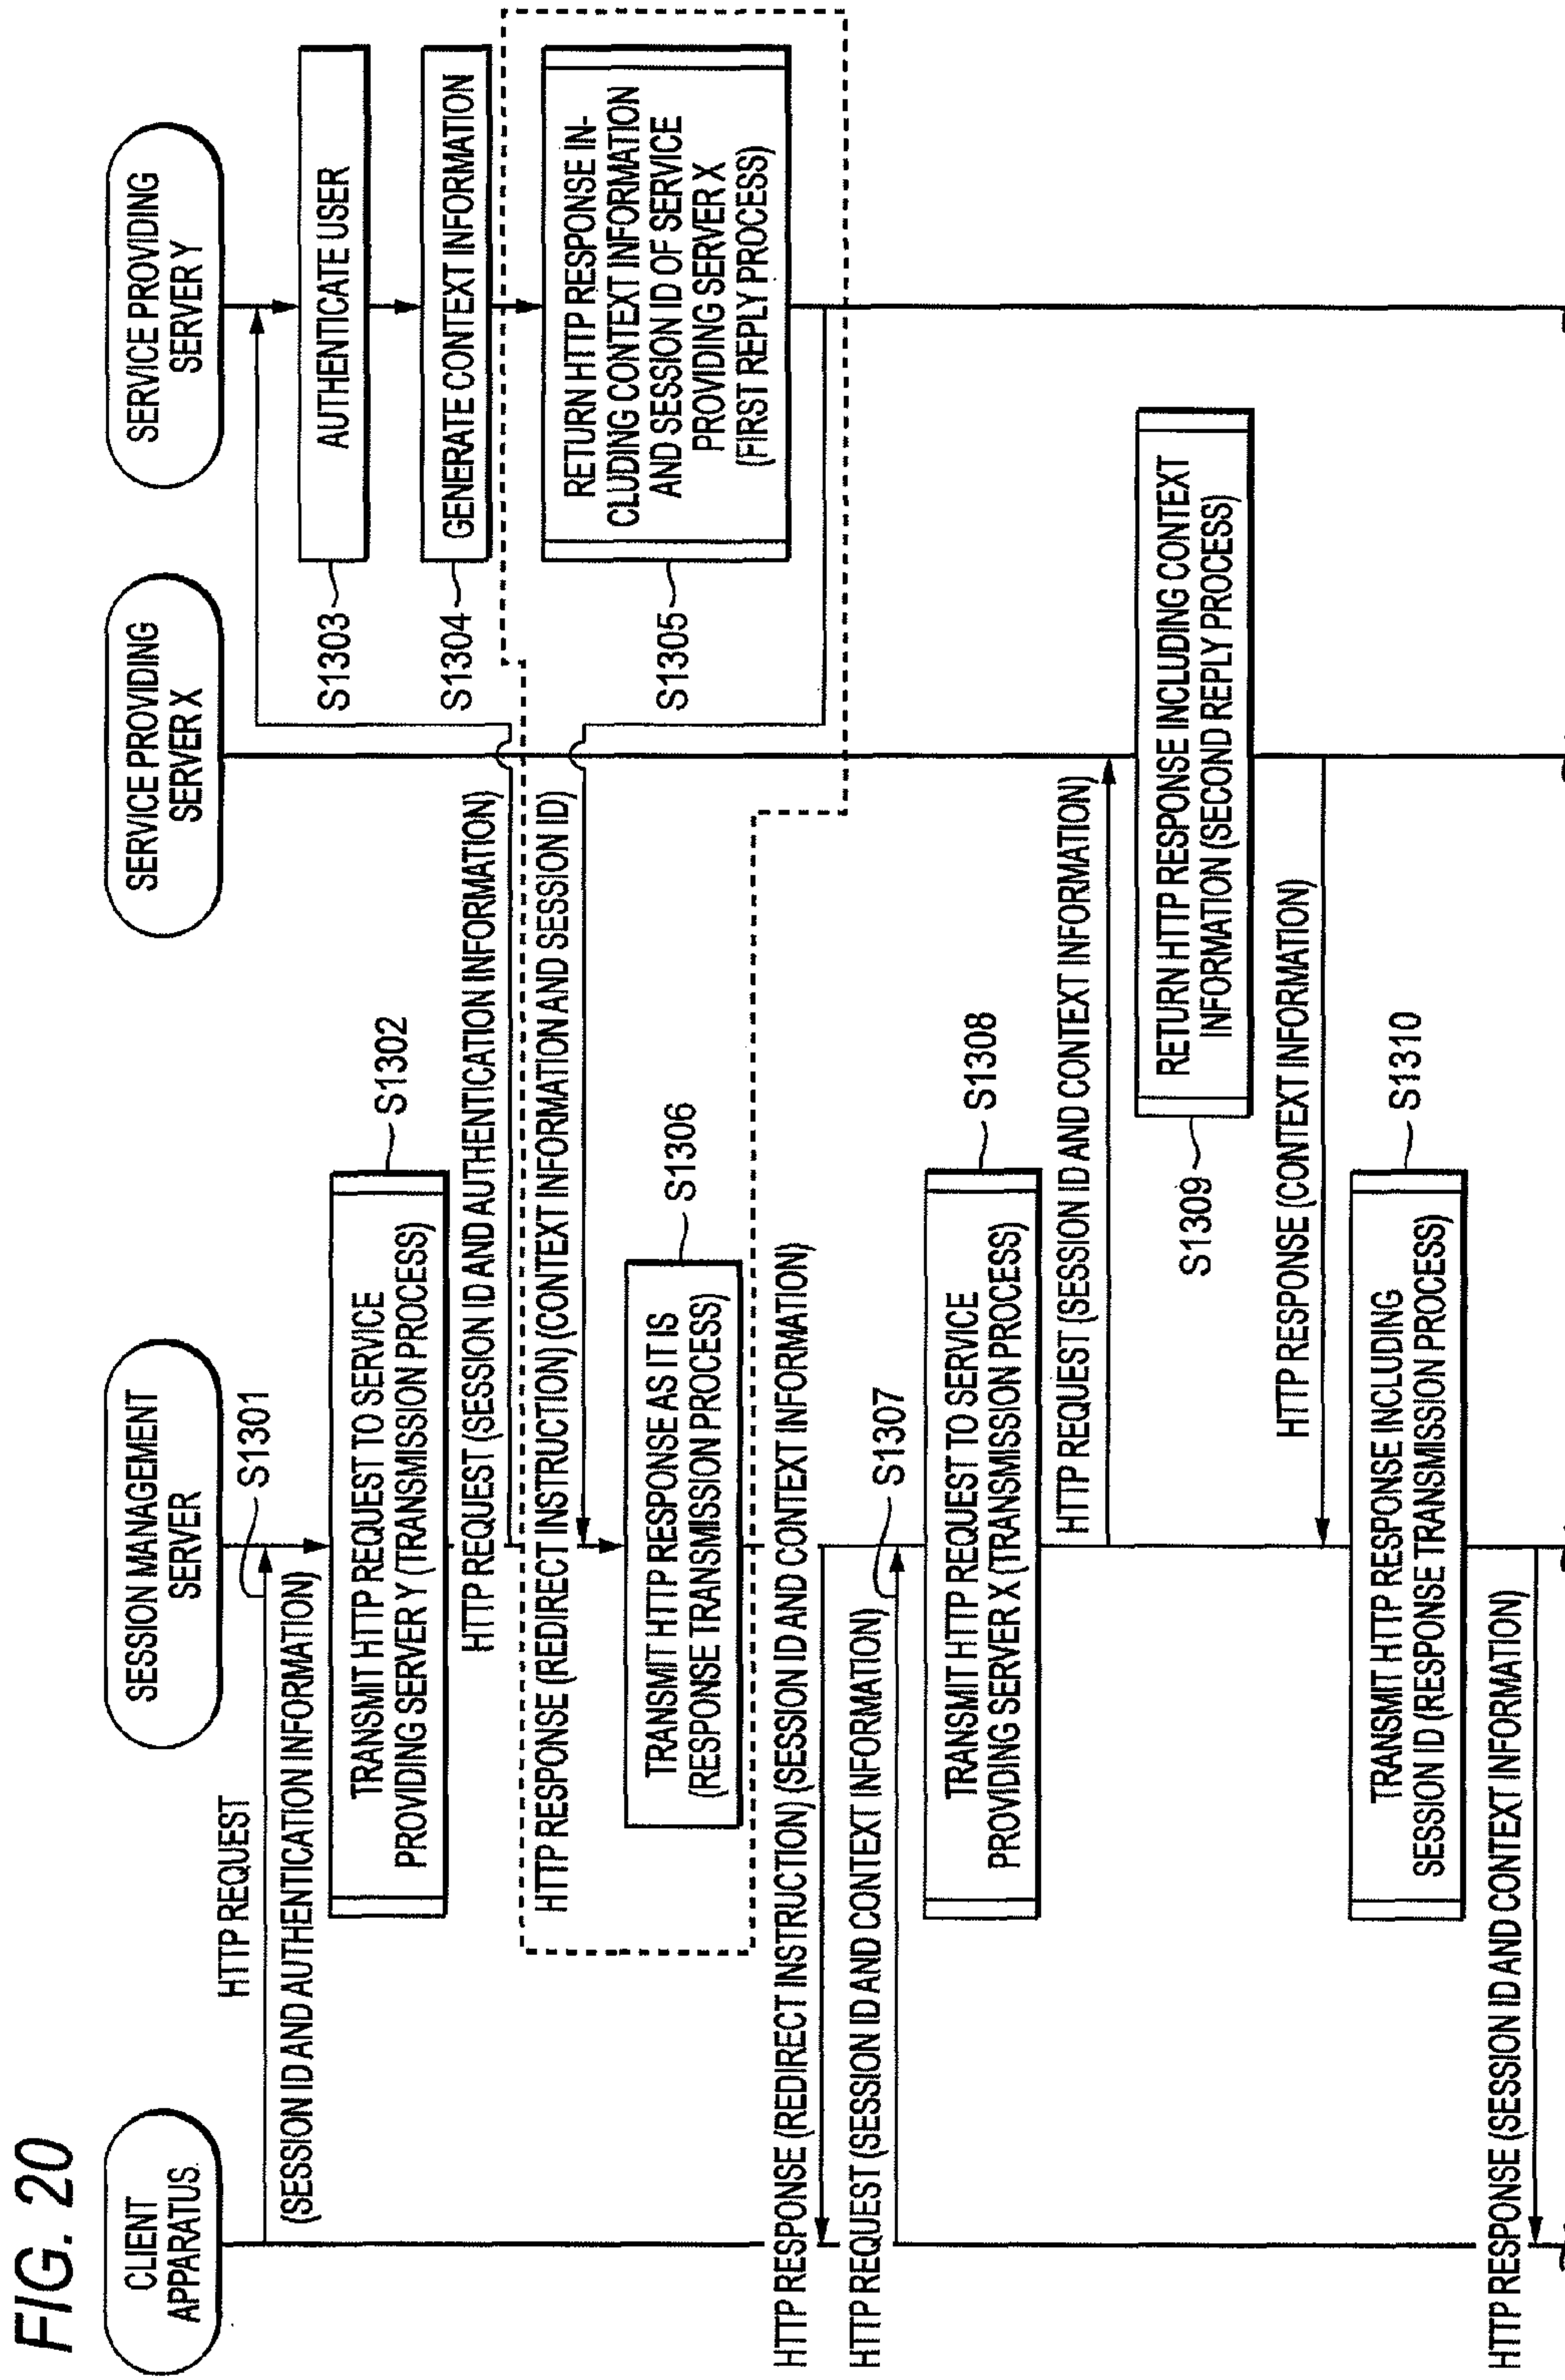 FIG. 20
CLIENT
APPARATUS
SESSION MANAGEMENT
SERVER
SERVICE PROVIDING
SERVER X
SERVICE PROVIDING
SERVER Y
HTTP REQUEST
S1301
(SESSION ID AND AUTHENTICATION INFORMATION)
TRANSMIT HTTP REQUEST TO SERVICE
PROVIDING SERVER Y (TRANSMISSION PROCESS)
S1302
HTTP REQUEST (SESSION ID AND AUTHENTICATION INFORMATION)
S1303
AUTHENTICATE USER
S1304
GENERATE CONTEXT INFORMATION
S1305
RETURN HTTP RESPONSE IN-
CLUDING CONTEXT INFORMATION
AND SESSION ID OF SERVICE
PROVIDING SERVER X
(FIRST REPLY PROCESS)
HTTP RESPONSE (REDIRECT INSTRUCTION) (CONTEXT INFORMATION AND SESSION ID)
TRANSMIT HTTP RESPONSE AS IT IS
(RESPONSE TRANSMISSION PROCESS)
S1306
HTTP RESPONSE (REDIRECT INSTRUCTION) (SESSION ID AND CONTEXT INFORMATION)
HTTP REQUEST (SESSION ID AND CONTEXT INFORMATION)
S1307
TRANSMIT HTTP REQUEST TO SERVICE
PROVIDING SERVER X (TRANSMISSION PROCESS)
S1308
HTTP REQUEST (SESSION ID AND CONTEXT INFORMATION)
S1309
RETURN HTTP RESPONSE INCLUDING CONTEXT
INFORMATION (SECOND REPLY PROCESS)
HTTP RESPONSE (CONTEXT INFORMATION)
TRANSMIT HTTP RESPONSE INCLUDING
SESSION ID (RESPONSE TRANSMISSION PROCESS)
S1310
HTTP RESPONSE (SESSION ID AND CONTEXT INFORMATION)